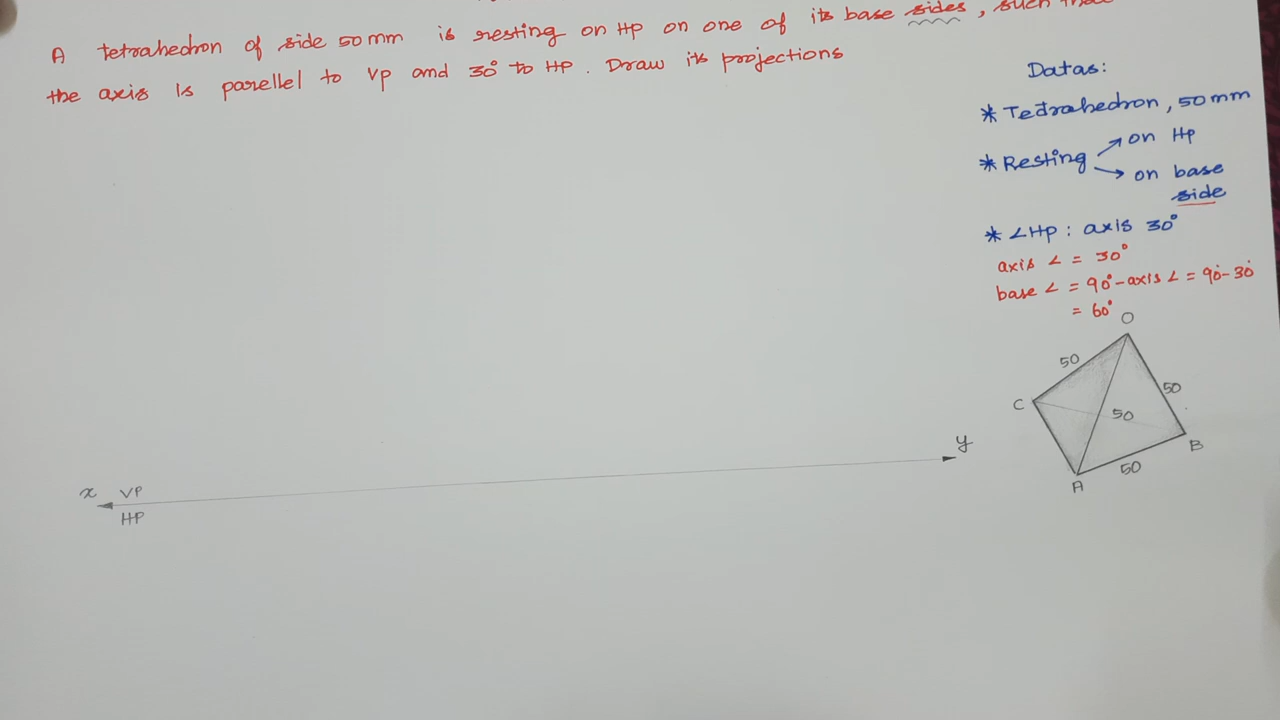 A tetrahedron of side 50mm is resting on Hp on one of its base sides, such that
the axis is parellel to Vp and 30° to HP. Draw its projections
Datas:
* Tetrahedron, 50mm
* Resting → on Hp
→ on base
side
* ∠Hp : axis 30°
axis ∠ = 30°
base ∠ = 90° - axis ∠ = 90° - 30°
= 60°
O
50
C
50
50
B
50
A
y
x VP
HP